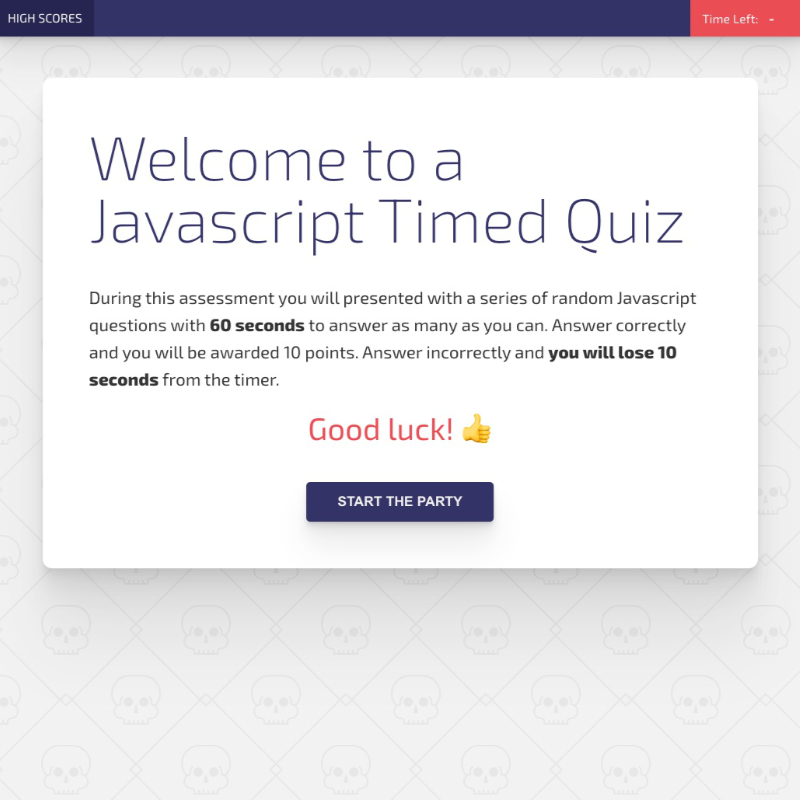 HIGH SCORES
Time Left: -
Welcome to a
Javascript Timed Quiz
During this assessment you will presented with a series of random Javascript
questions with 60 seconds to answer as many as you can. Answer correctly
and you will be awarded 10 points. Answer incorrectly and you will lose 10
seconds from the timer.
Good luck! 👍
START THE PARTY